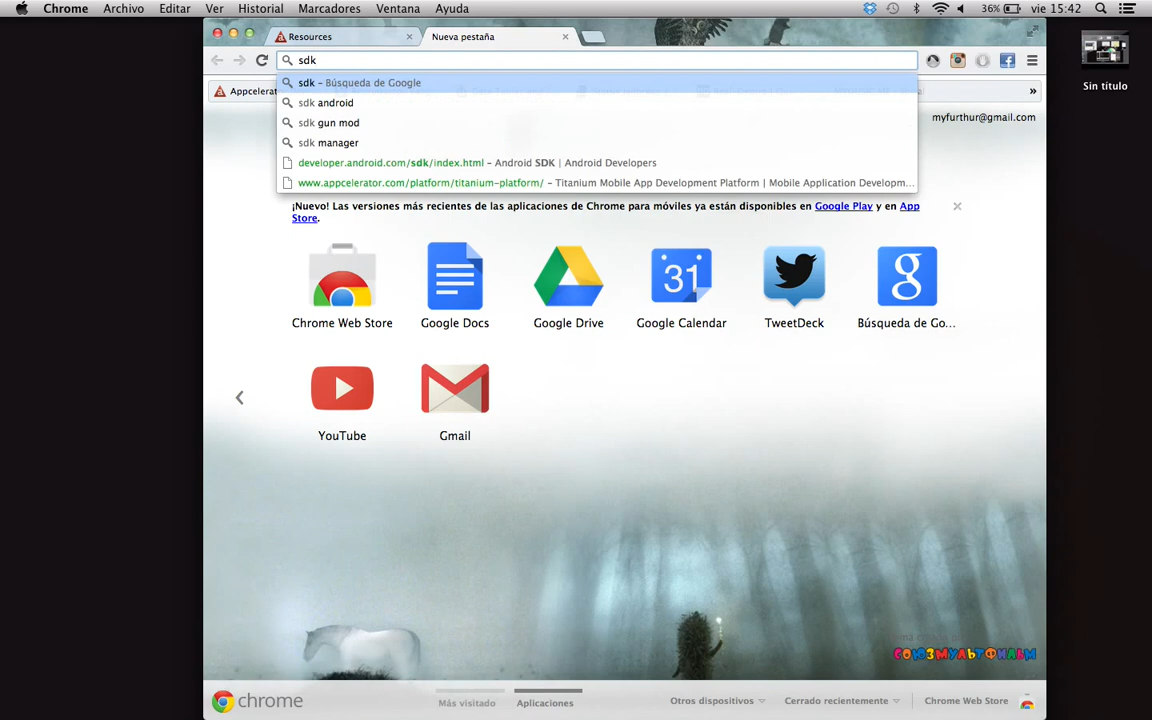 Chrome Archivo Editar Ver Historial Marcadores Ventana Ayuda 36% vie 15:42
Resources Nueva pestaña
sdk
sdk – Búsqueda de Google
sdk android
sdk gun mod
sdk manager
developer.android.com/sdk/index.html – Android SDK | Android Developers
www.appcelerator.com/platform/titanium-platform/ – Titanium Mobile App Development Platform | Mobile Application Developm...
Sin título
Appcelerat
»
myfurthur@gmail.com
¡Nuevo! Las versiones más recientes de las aplicaciones de Chrome para móviles ya están disponibles en Google Play y en App
Store.
31
g
Chrome Web Store Google Docs Google Drive Google Calendar TweetDeck Búsqueda de Go...
YouTube Gmail
СОЮЗМУЛЬТФИЛЬМ
chrome Más visitado Aplicaciones Otros dispositivos Cerrado recientemente Chrome Web Store